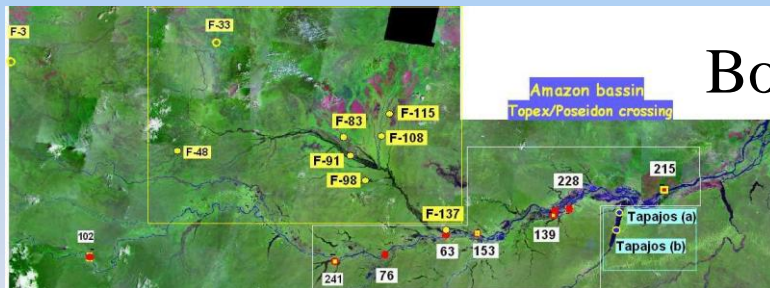 F-3
F-33
Bo
Amazon bassin
Topex/Poseidon crossing
F-115
F-83
F-108
F-48
F-91
F-98
215
228
F-137
Tapajos (a)
102
139
Tapajos (b)
63
153
241
76